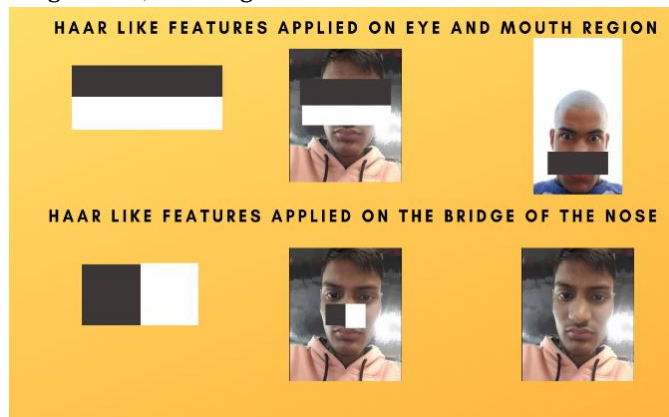 HAAR LIKE FEATURES APPLIED ON EYE AND MOUTH REGION
HAAR LIKE FEATURES APPLIED ON THE BRIDGE OF THE NOSE